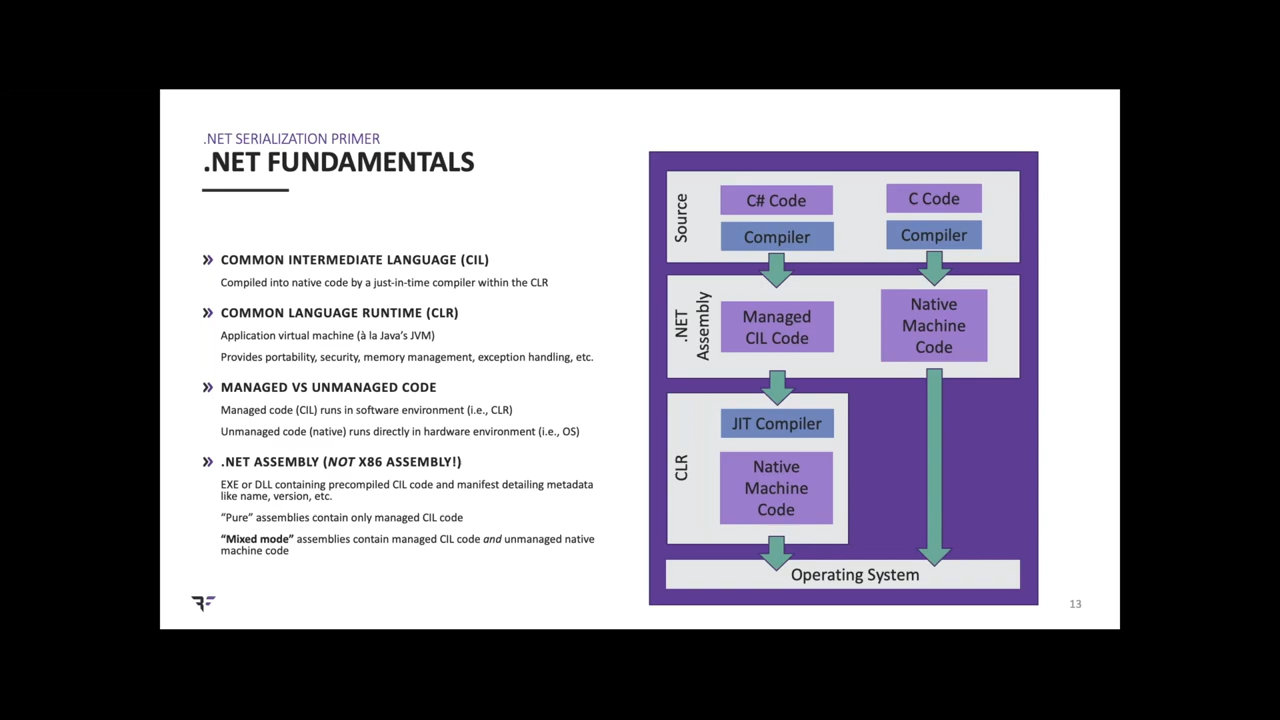 .NET SERIALIZATION PRIMER
.NET FUNDAMENTALS
» COMMON INTERMEDIATE LANGUAGE (CIL)
Compiled into native code by a just-in-time compiler within the CLR
» COMMON LANGUAGE RUNTIME (CLR)
Application virtual machine (à la Java's JVM)
Provides portability, security, memory management, exception handling, etc.
» MANAGED VS UNMANAGED CODE
Managed code (CIL) runs in software environment (i.e., CLR)
Unmanaged code (native) runs directly in hardware environment (i.e., OS)
» .NET ASSEMBLY (NOT X86 ASSEMBLY!)
EXE or DLL containing precompiled CIL code and manifest detailing metadata
like name, version, etc.
“Pure” assemblies contain only managed CIL code
“Mixed mode” assemblies contain managed CIL code and unmanaged native
machine code
Source
C# Code
Compiler
C Code
Compiler
.NET
Assembly
Managed
CIL Code
Native
Machine
Code
CLR
JIT Compiler
Native
Machine
Code
Operating System
RF
13